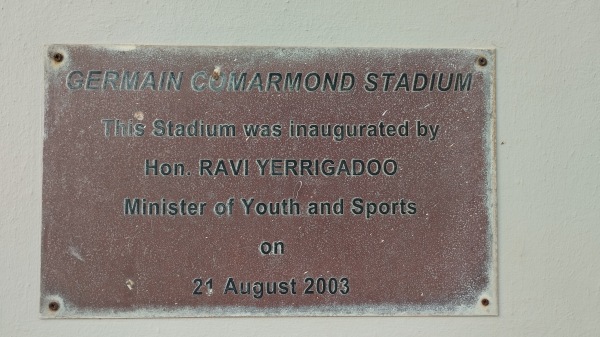 GERMAIN COMARMOND STADIUM
This Stadium was inaugurated by
Hon. RAVI YERRIGADOO
Minister of Youth and Sports
on
21 August 2003